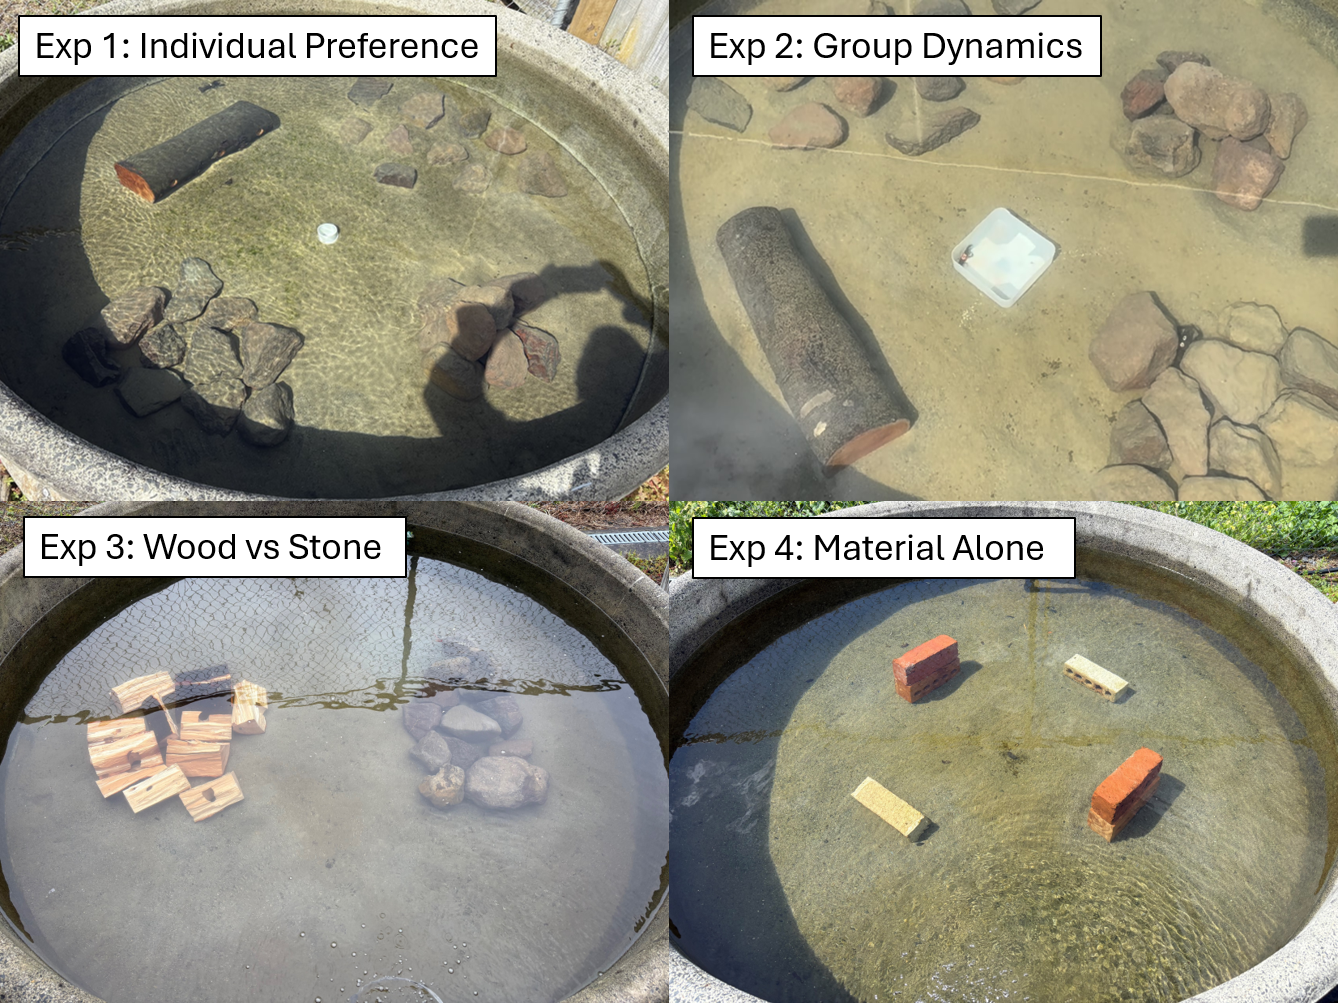 Exp 1: Individual Preference
Exp 2: Group Dynamics
Exp 3: Wood vs Stone
Exp 4: Material Alone